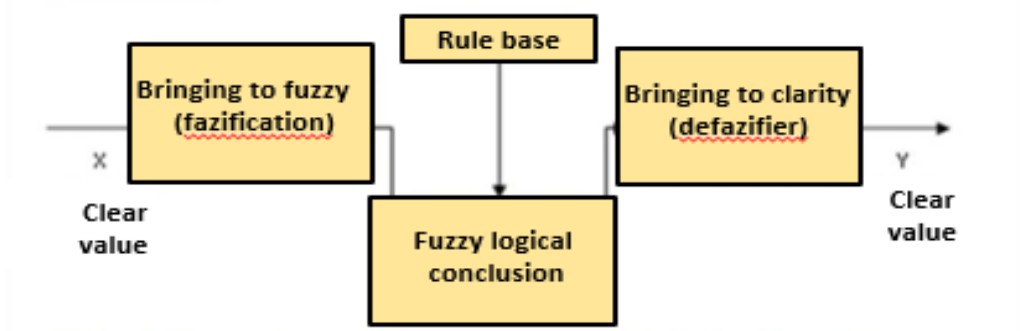 Rule base
Bringing to fuzzy
(fazification)
Bringing to clarity
(defazifier)
X
Clear
value
Fuzzy logical
conclusion
Y
Clear
value